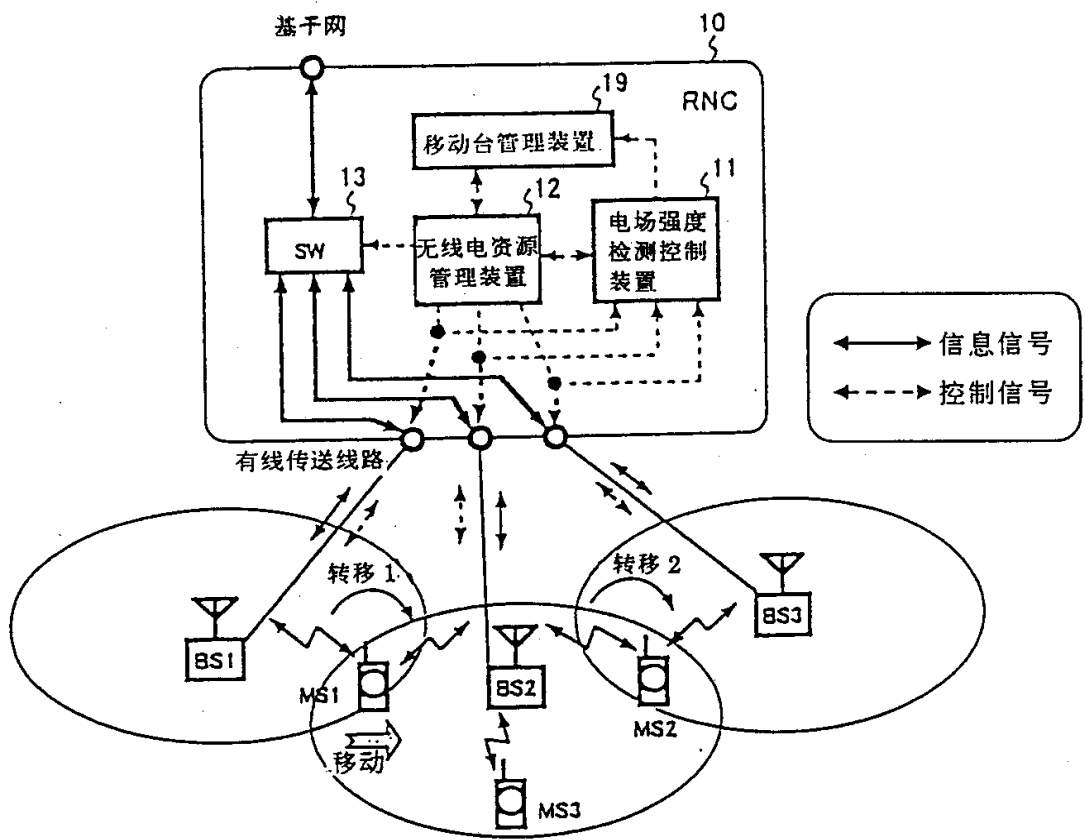 基干网
10
RNC
19
移动台管理装置
13
SW
12
无线电资源
管理装置
11
电场强度
检测控制
装置
信息信号
控制信号
有线传送线路
转移 1
转移 2
BS1
BS2
BS3
MS1
MS2
移动
MS3